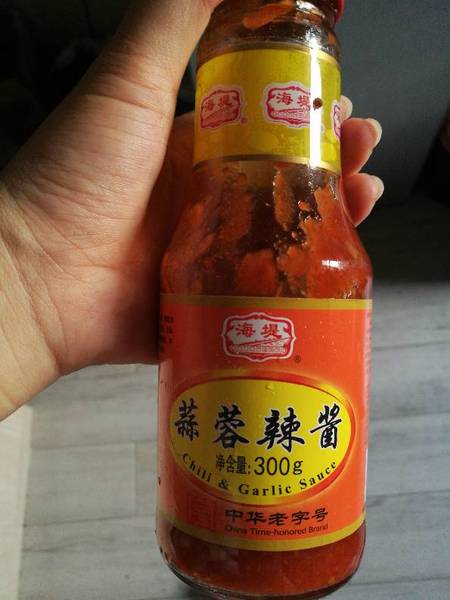 海堤
海堤
海堤
®
蒜蓉辣酱
净含量:300g
Chili & Garlic Sauce
中华老字号
China Time-honored Brand